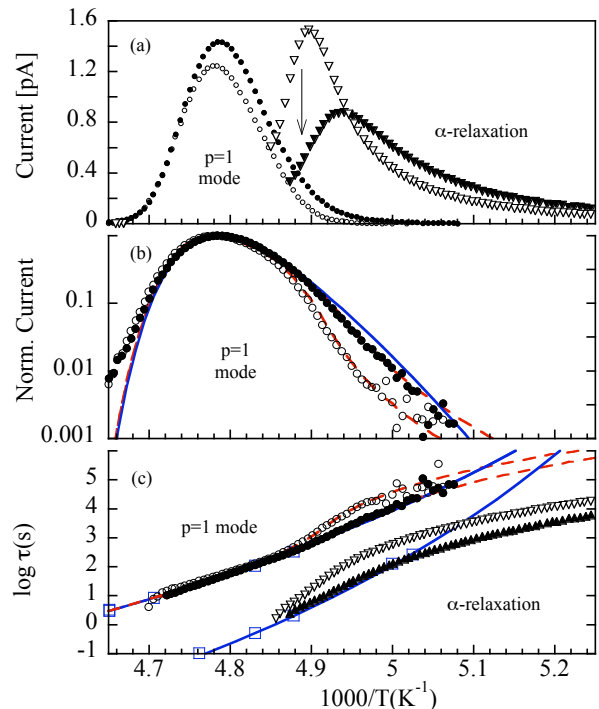 1.6
1.2
0.8
0.4
0
Current [pA]
(a)
p=1
mode
α-relaxation
0.1
0.01
0.001
Norm. Current
(b)
p=1
mode
5
4
3
2
1
0
-1
log τ(s)
(c)
p=1 mode
α-relaxation
4.7 4.8 4.9 5 5.1 5.2
1000/T(K⁻¹)